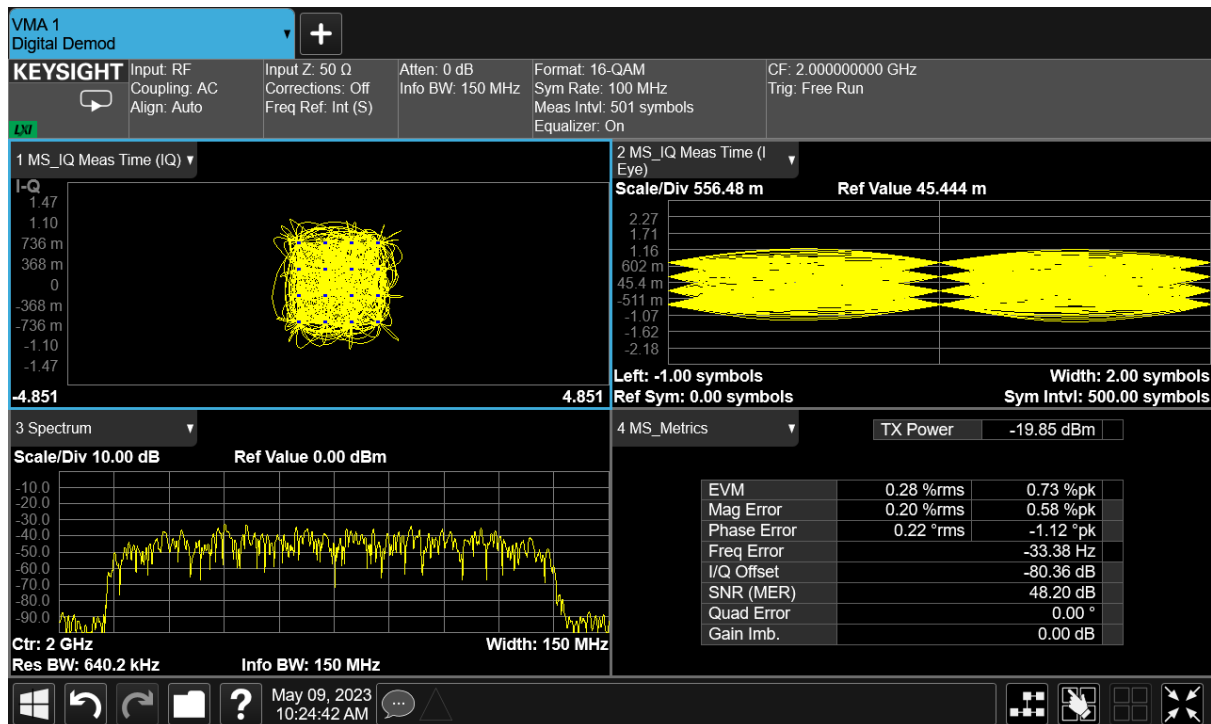 VMA 1
Digital Demod
+
KEYSIGHT
LXI
Input: RF
Coupling: AC
Align: Auto
Input Z: 50 Ω
Corrections: Off
Freq Ref: Int (S)
Atten: 0 dB
Info BW: 150 MHz
Format: 16-QAM
Sym Rate: 100 MHz
Meas Intvl: 501 symbols
Equalizer: On
CF: 2.000000000 GHz
Trig: Free Run
1 MS_IQ Meas Time (IQ)
I-Q
1.47
1.10
736 m
368 m
0
-368 m
-736 m
-1.10
-1.47
-4.851 4.851
2 MS_IQ Meas Time (I
Eye)
Scale/Div 556.48 m Ref Value 45.444 m
2.27
1.71
1.16
602 m
45.4 m
-511 m
-1.07
-1.62
-2.18
Left: -1.00 symbols Width: 2.00 symbols
Ref Sym: 0.00 symbols Sym Intvl: 500.00 symbols
3 Spectrum
Scale/Div 10.00 dB Ref Value 0.00 dBm
-10.0
-20.0
-30.0
-40.0
-50.0
-60.0
-70.0
-80.0
-90.0
Ctr: 2 GHz Width: 150 MHz
Res BW: 640.2 kHz Info BW: 150 MHz
4 MS_Metrics
TX Power -19.85 dBm
EVM 0.28 %rms 0.73 %pk
Mag Error 0.20 %rms 0.58 %pk
Phase Error 0.22 °rms -1.12 °pk
Freq Error -33.38 Hz
I/Q Offset -80.36 dB
SNR (MER) 48.20 dB
Quad Error 0.00 °
Gain Imb. 0.00 dB
?
May 09, 2023
10:24:42 AM